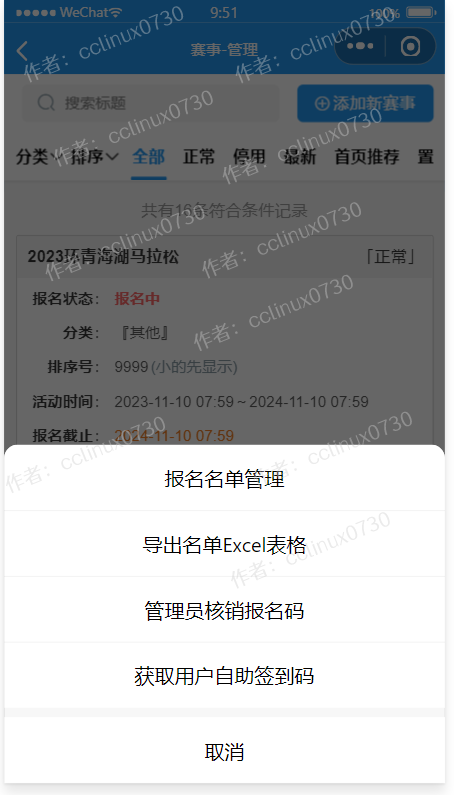 WeChat 9:51 100%
赛事-管理
搜索标题 添加新赛事
分类 排序 全部 正常 停用 最新 首页推荐 置
共有16条符合条件记录
2023环青海湖马拉松 「正常」
报名状态： 报名中
分类： 『其他』
排序号： 9999 (小的先显示)
活动时间： 2023-11-10 07:59 ~ 2024-11-10 07:59
报名截止： 2024-11-10 07:59
报名名单管理
导出名单Excel表格
管理员核销报名码
获取用户自助签到码
取消
作者：cclinux0730
作者：cclinux0730
作者：cclinux0730
作者：cclinux0730
作者：cclinux0730
作者：cclinux0730
作者：cclinux0730
作者：cclinux0730
作者：cclinux0730
作者：cclinux0730